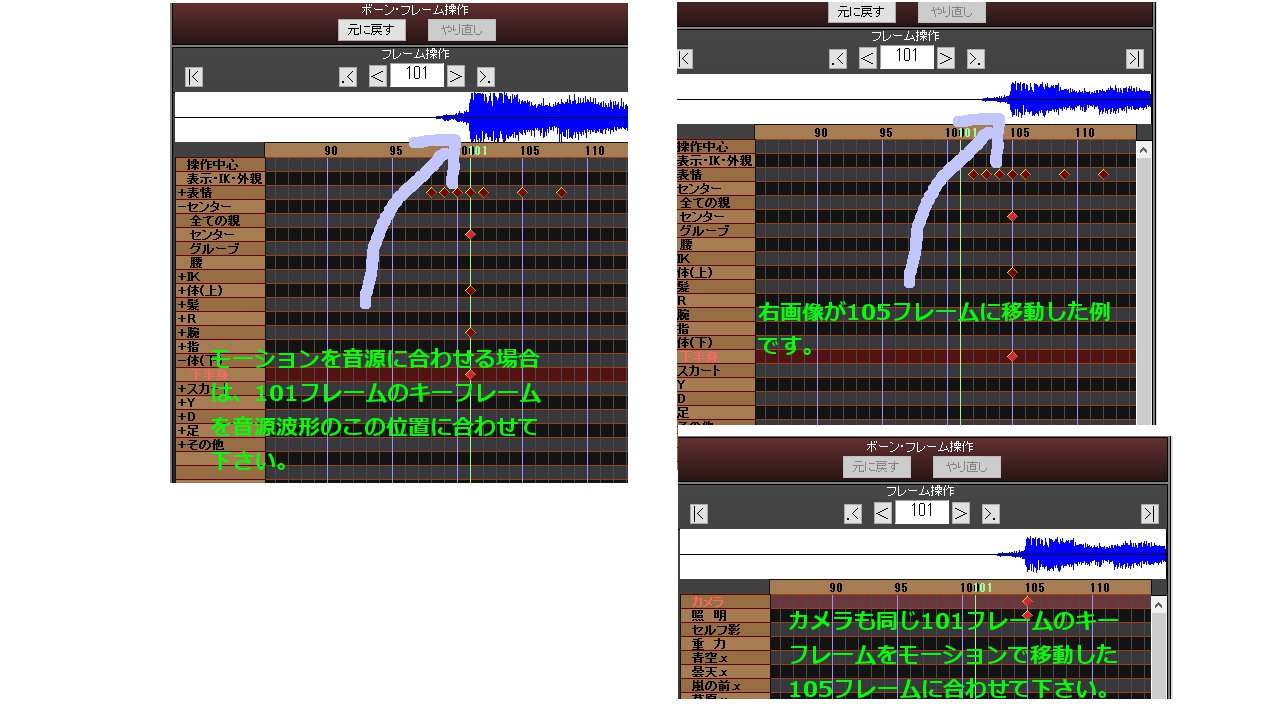 ボーン・フレーム操作
元に戻す やり直し
フレーム操作
|< .< < 101 > >.
90 95 100 101 105 110
操作中心
表示・IK・外親
+表情
-センター
全ての親
センター
グルーブ
腰
+IK
+体(上)
+髪
+R
+腕
+指
-体(下)
下半身
+スカート
+Y
+D
+足
+その他
モーションを音源に合わせる場合
は、101フレームのキーフレーム
を音源波形のこの位置に合わせて
下さい。
元に戻す やり直し
フレーム操作
|< .< < 101 > >. >|
90 95 10 101 105 110
操作中心
表示・IK・外親
表情
センター
全ての親
センター
グルーブ
腰
IK
体(上)
髪
R
腕
指
体(下)
下半身
スカート
Y
D
足
その他
右画像が105フレームに移動した例
です。
ボーン・フレーム操作
元に戻す やり直し
フレーム操作
|< .< < 101 > >. >|
90 95 10 101 105 110
カメラ
照 明
セルフ影
重 力
青空.x
曇天.x
嵐の前.x
草原.x
カメラも同じ101フレームのキー
フレームをモーションで移動した
105フレームに合わせて下さい。